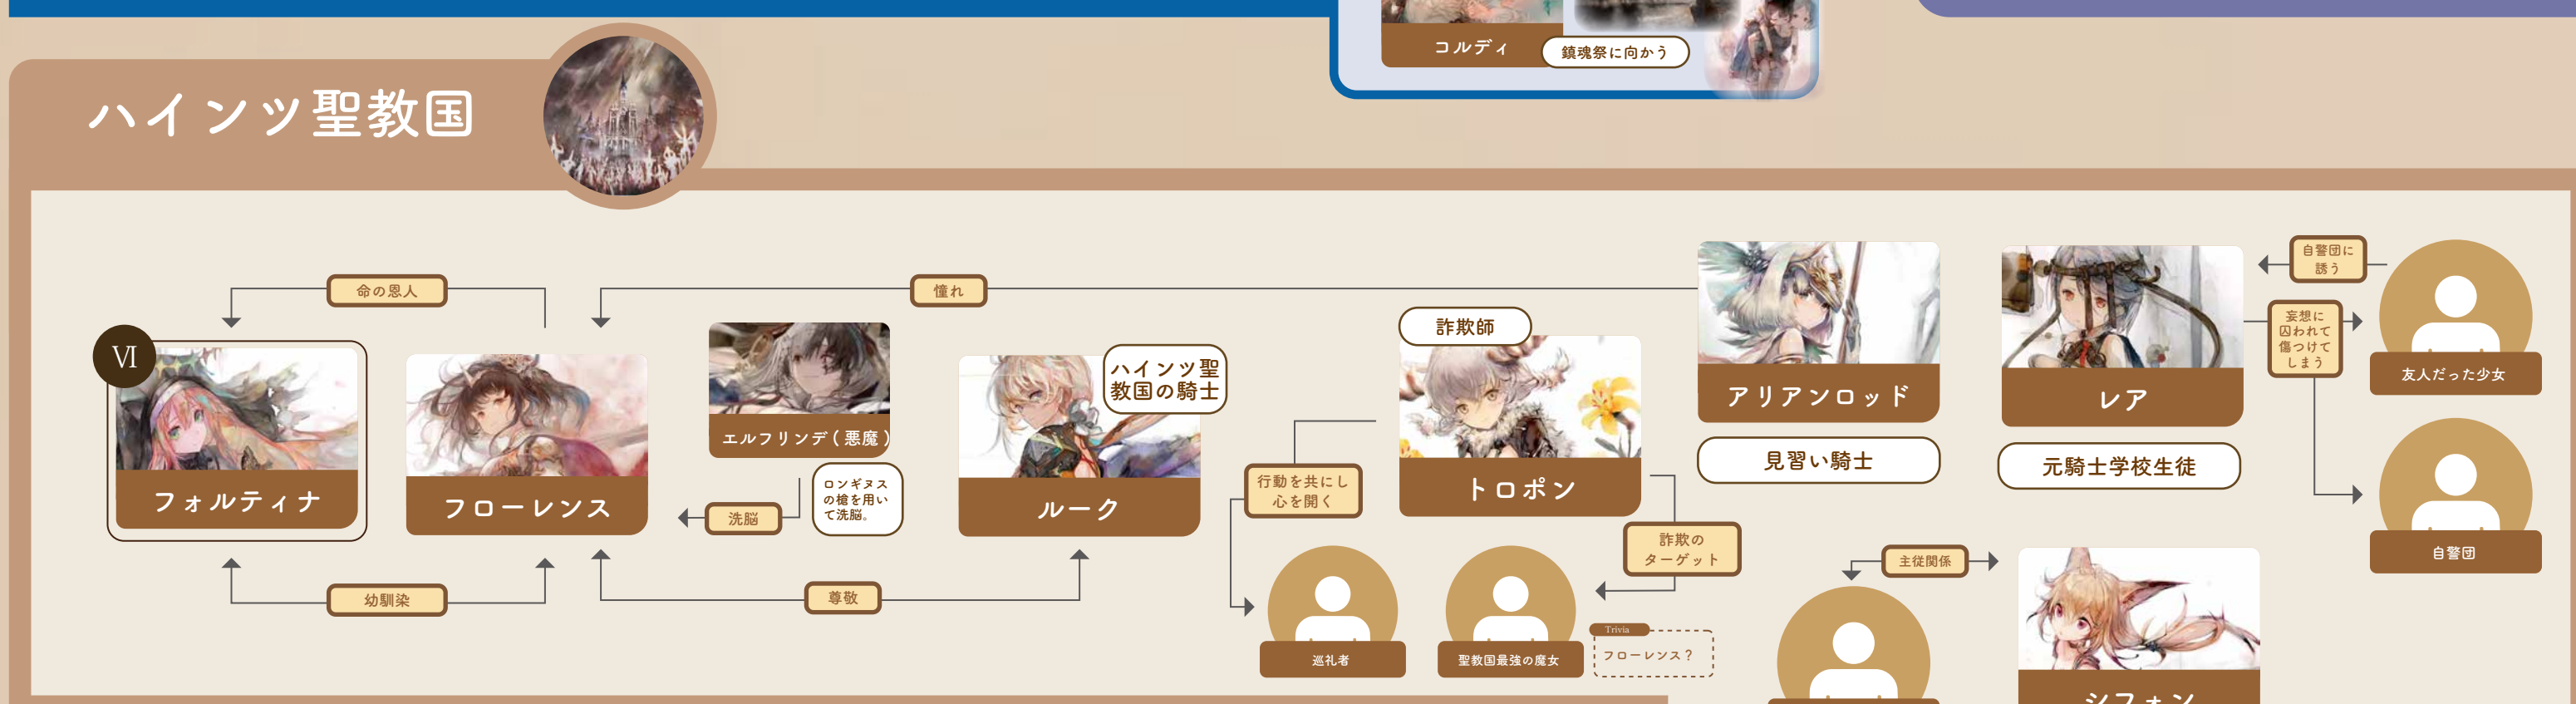 コルディ
鎮魂祭に向かう
ハインツ聖教国
命の恩人
憧れ
VI
フォルティナ
フローレンス
幼馴染
エルフリンデ(悪魔)
ロンギヌス
の槍を用い
て洗脳。
洗脳
尊敬
ハインツ聖
教国の騎士
ルーク
詐欺師
トロポン
行動を共にし
心を開く
詐欺の
ターゲット
巡礼者
聖教国最強の魔女
Trivia
フローレンス?
アリアンロッド
見習い騎士
レア
元騎士学校生徒
自警団に
誘う
妄想に
囚われて
傷つけて
しまう
友人だった少女
自警団
主従関係
シフォン